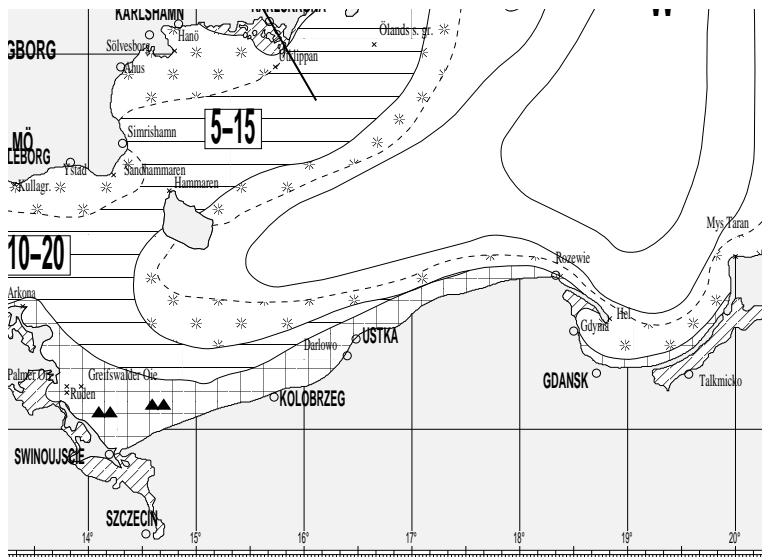 KARLSHAMN
Hanö
Sölvesborg
Ahus
Utklippan
Ölands s. gr.
GBORG
5–15
Simrishamn
MÖ
LEBORG
Ystad
Sandhammaren
Kullagr.
Hammaren
Mys Taran
10–20
Rozewie
Arkona
Hel
Gdynia
USTKA
Darlowo
Palmer Ort
Greifswalder Oie
Ruden
GDANSK
Talkmicko
KOLOBRZEG
SWINOUJSCIE
SZCZECIN
14° 15° 16° 17° 18° 19° 20°